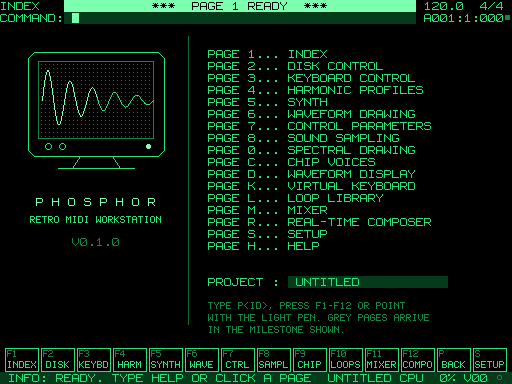 INDEX *** PAGE 1 READY *** 120.0 4/4
COMMAND: A001:1:000
PAGE 1... INDEX
PAGE 2... DISK CONTROL
PAGE 3... KEYBOARD CONTROL
PAGE 4... HARMONIC PROFILES
PAGE 5... SYNTH
PAGE 6... WAVEFORM DRAWING
PAGE 7... CONTROL PARAMETERS
PAGE 8... SOUND SAMPLING
PAGE 0... SPECTRAL DRAWING
PAGE C... CHIP VOICES
PAGE D... WAVEFORM DISPLAY
PAGE K... VIRTUAL KEYBOARD
PAGE L... LOOP LIBRARY
PAGE M... MIXER
PAGE R... REAL-TIME COMPOSER
PAGE S... SETUP
PAGE H... HELP
PHOSPHOR
RETRO MIDI WORKSTATION
V0.1.0
PROJECT : UNTITLED
TYPE P(ID), PRESS F1-F12 OR POINT
WITH THE LIGHT PEN. GREY PAGES ARRIVE
IN THE MILESTONE SHOWN.
F1 F2 F3 F4 F5 F6 F7 F8 F9 F10 F11 F12 P S
INDEX DISK KEYBD HARM SYNTH WAVE CTRL SAMPL CHIP LOOPS MIXER COMPO BACK SETUP
INFO: READY. TYPE HELP OR CLICK A PAGE UNTITLED CPU 0% V00